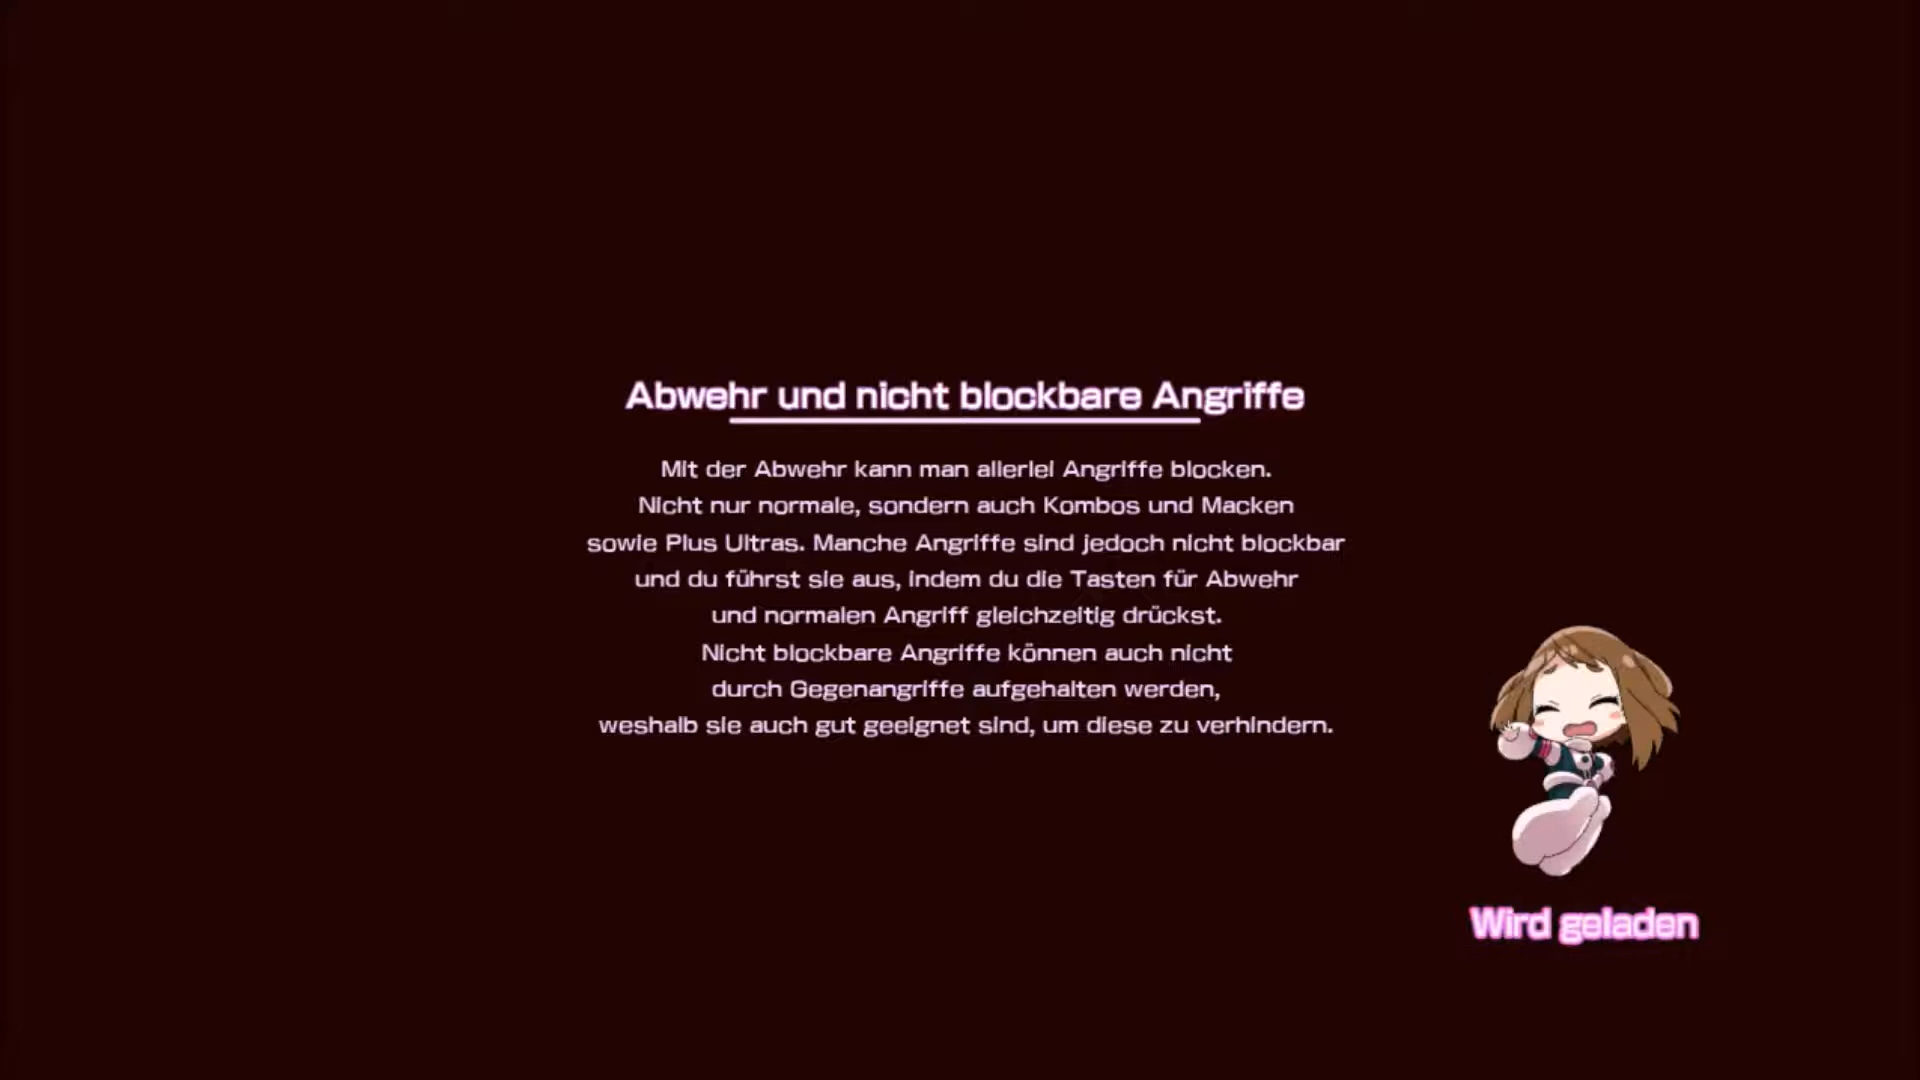 Abwehr und nicht blockbare Angriffe
Mit der Abwehr kann man allerlei Angriffe blocken.
Nicht nur normale, sondern auch Kombos und Macken
sowie Plus Ultras. Manche Angriffe sind jedoch nicht blockbar
und du führst sie aus, indem du die Tasten für Abwehr
und normalen Angriff gleichzeitig drückst.
Nicht blockbare Angriffe können auch nicht
durch Gegenangriffe aufgehalten werden,
weshalb sie auch gut geeignet sind, um diese zu verhindern.
Wird geladen